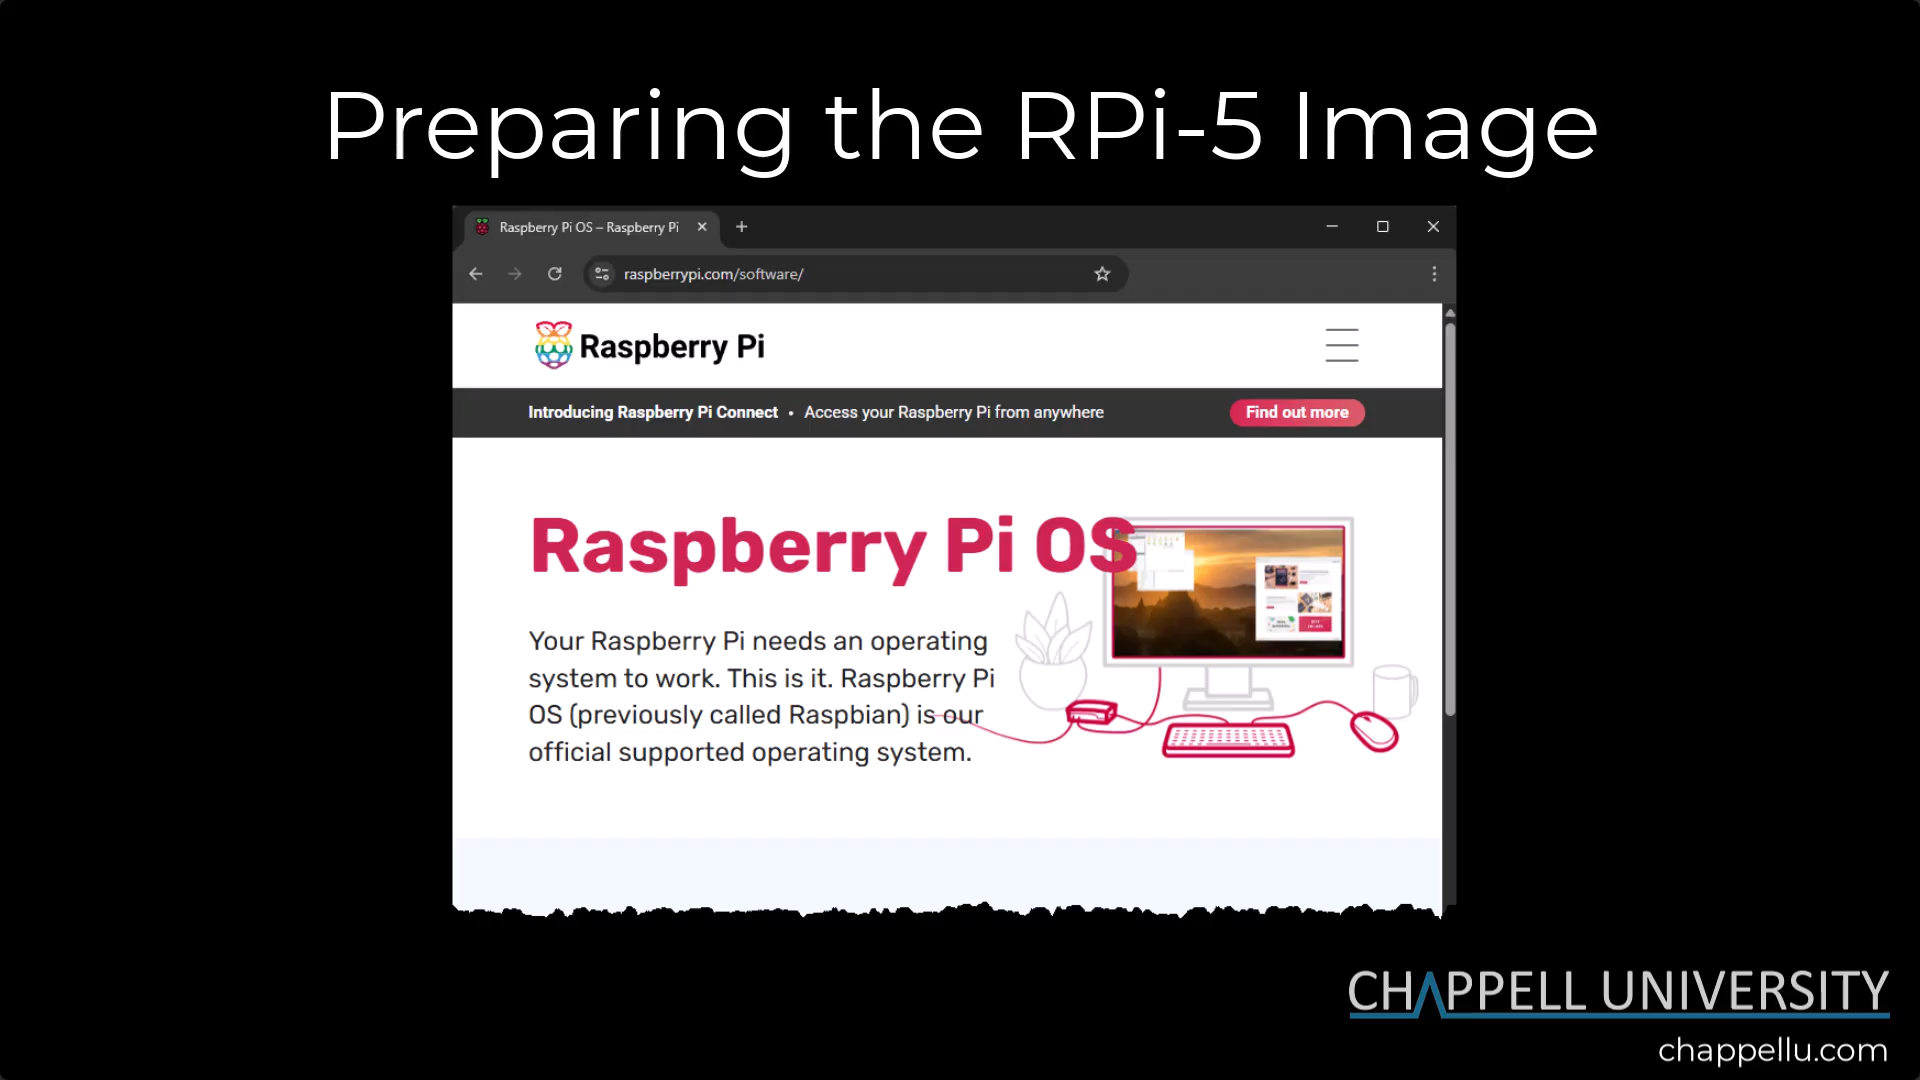 Preparing the RPi-5 Image
Raspberry Pi OS – Raspberry Pi
raspberrypi.com/software/
Raspberry Pi
Introducing Raspberry Pi Connect • Access your Raspberry Pi from anywhere
Find out more
Raspberry Pi OS
Your Raspberry Pi needs an operating
system to work. This is it. Raspberry Pi
OS (previously called Raspbian) is our
official supported operating system.
CHAPPELL UNIVERSITY
chappellu.com